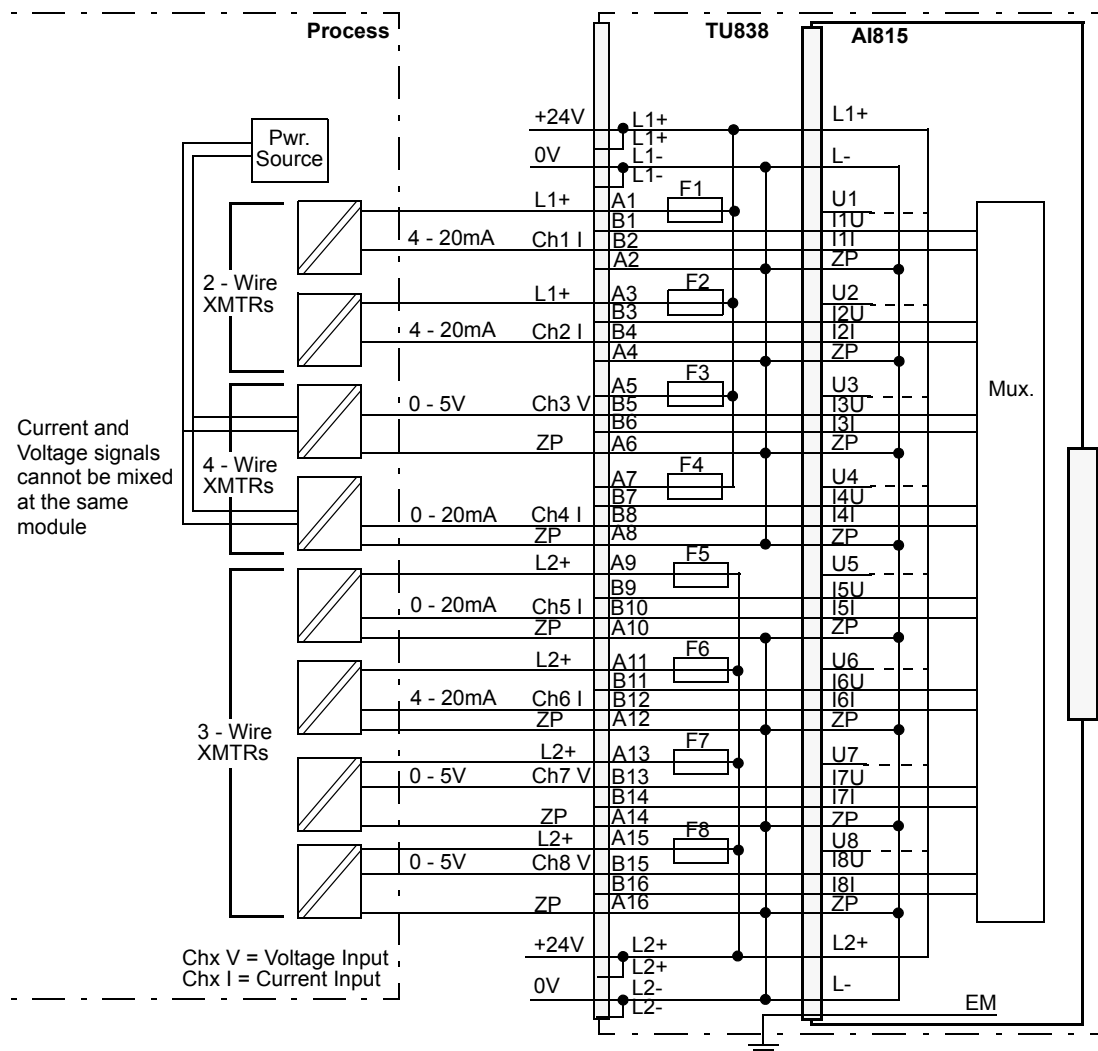 Process
TU838
AI815
Pwr.
Source
+24V
L1+
L1+
L1+
0V
L1-
L1-
L-
L1+
A1
F1
U1
B1
I1U
4 - 20mA
Ch1 I
B2
I1I
A2
ZP
2 - Wire
XMTRs
L1+
A3
F2
U2
B3
I2U
4 - 20mA
Ch2 I
B4
I2I
A4
ZP
Mux.
Current and
Voltage signals
cannot be mixed
at the same
module
4 - Wire
XMTRs
A5
F3
U3
0 - 5V
Ch3 V
B5
I3U
B6
I3I
ZP
A6
ZP
A7
F4
U4
B7
I4U
0 - 20mA
Ch4 I
B8
I4I
ZP
A8
ZP
L2+
A9
F5
U5
B9
I5U
0 - 20mA
Ch5 I
B10
I5I
ZP
A10
ZP
3 - Wire
XMTRs
L2+
A11
F6
U6
B11
I6U
4 - 20mA
Ch6 I
B12
I6I
ZP
A12
ZP
L2+
A13
F7
U7
0 - 5V
Ch7 V
B13
I7U
B14
I7I
ZP
A14
ZP
L2+
A15
F8
U8
0 - 5V
Ch8 V
B15
I8U
B16
I8I
ZP
A16
ZP
+24V
L2+
L2+
L2+
0V
L2-
L2-
L-
EM
Chx V = Voltage Input
Chx I = Current Input